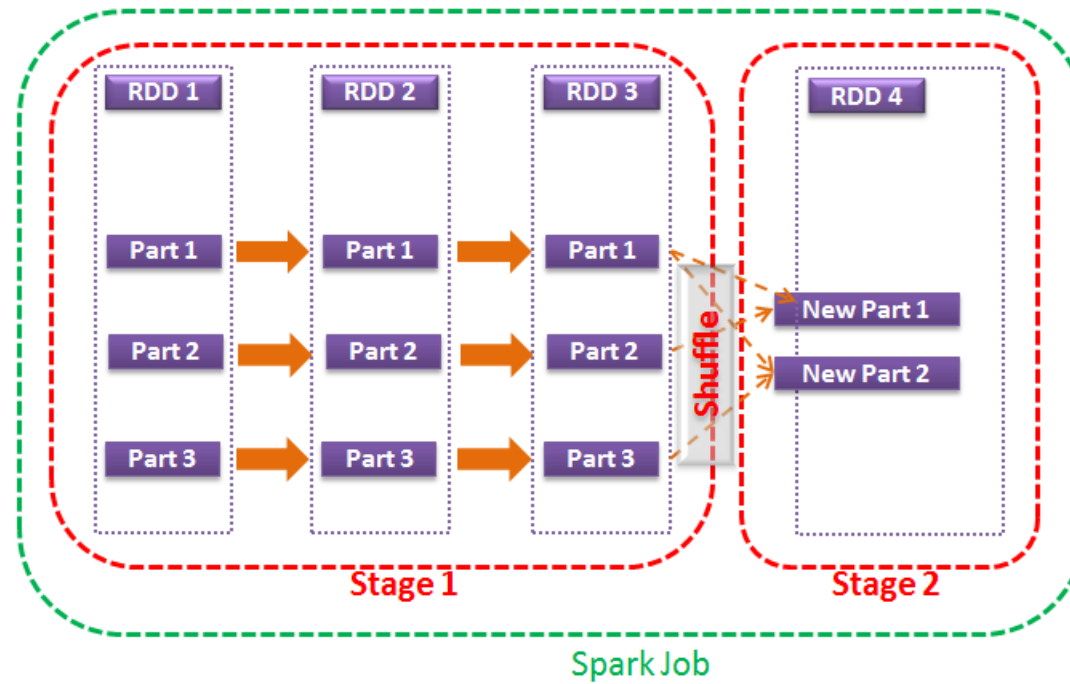 RDD 1
RDD 2
RDD 3
RDD 4
Part 1
Part 1
Part 1
New Part 1
Part 2
Part 2
Part 2
New Part 2
Part 3
Part 3
Part 3
Shuffle
Stage 1
Stage 2
Spark Job